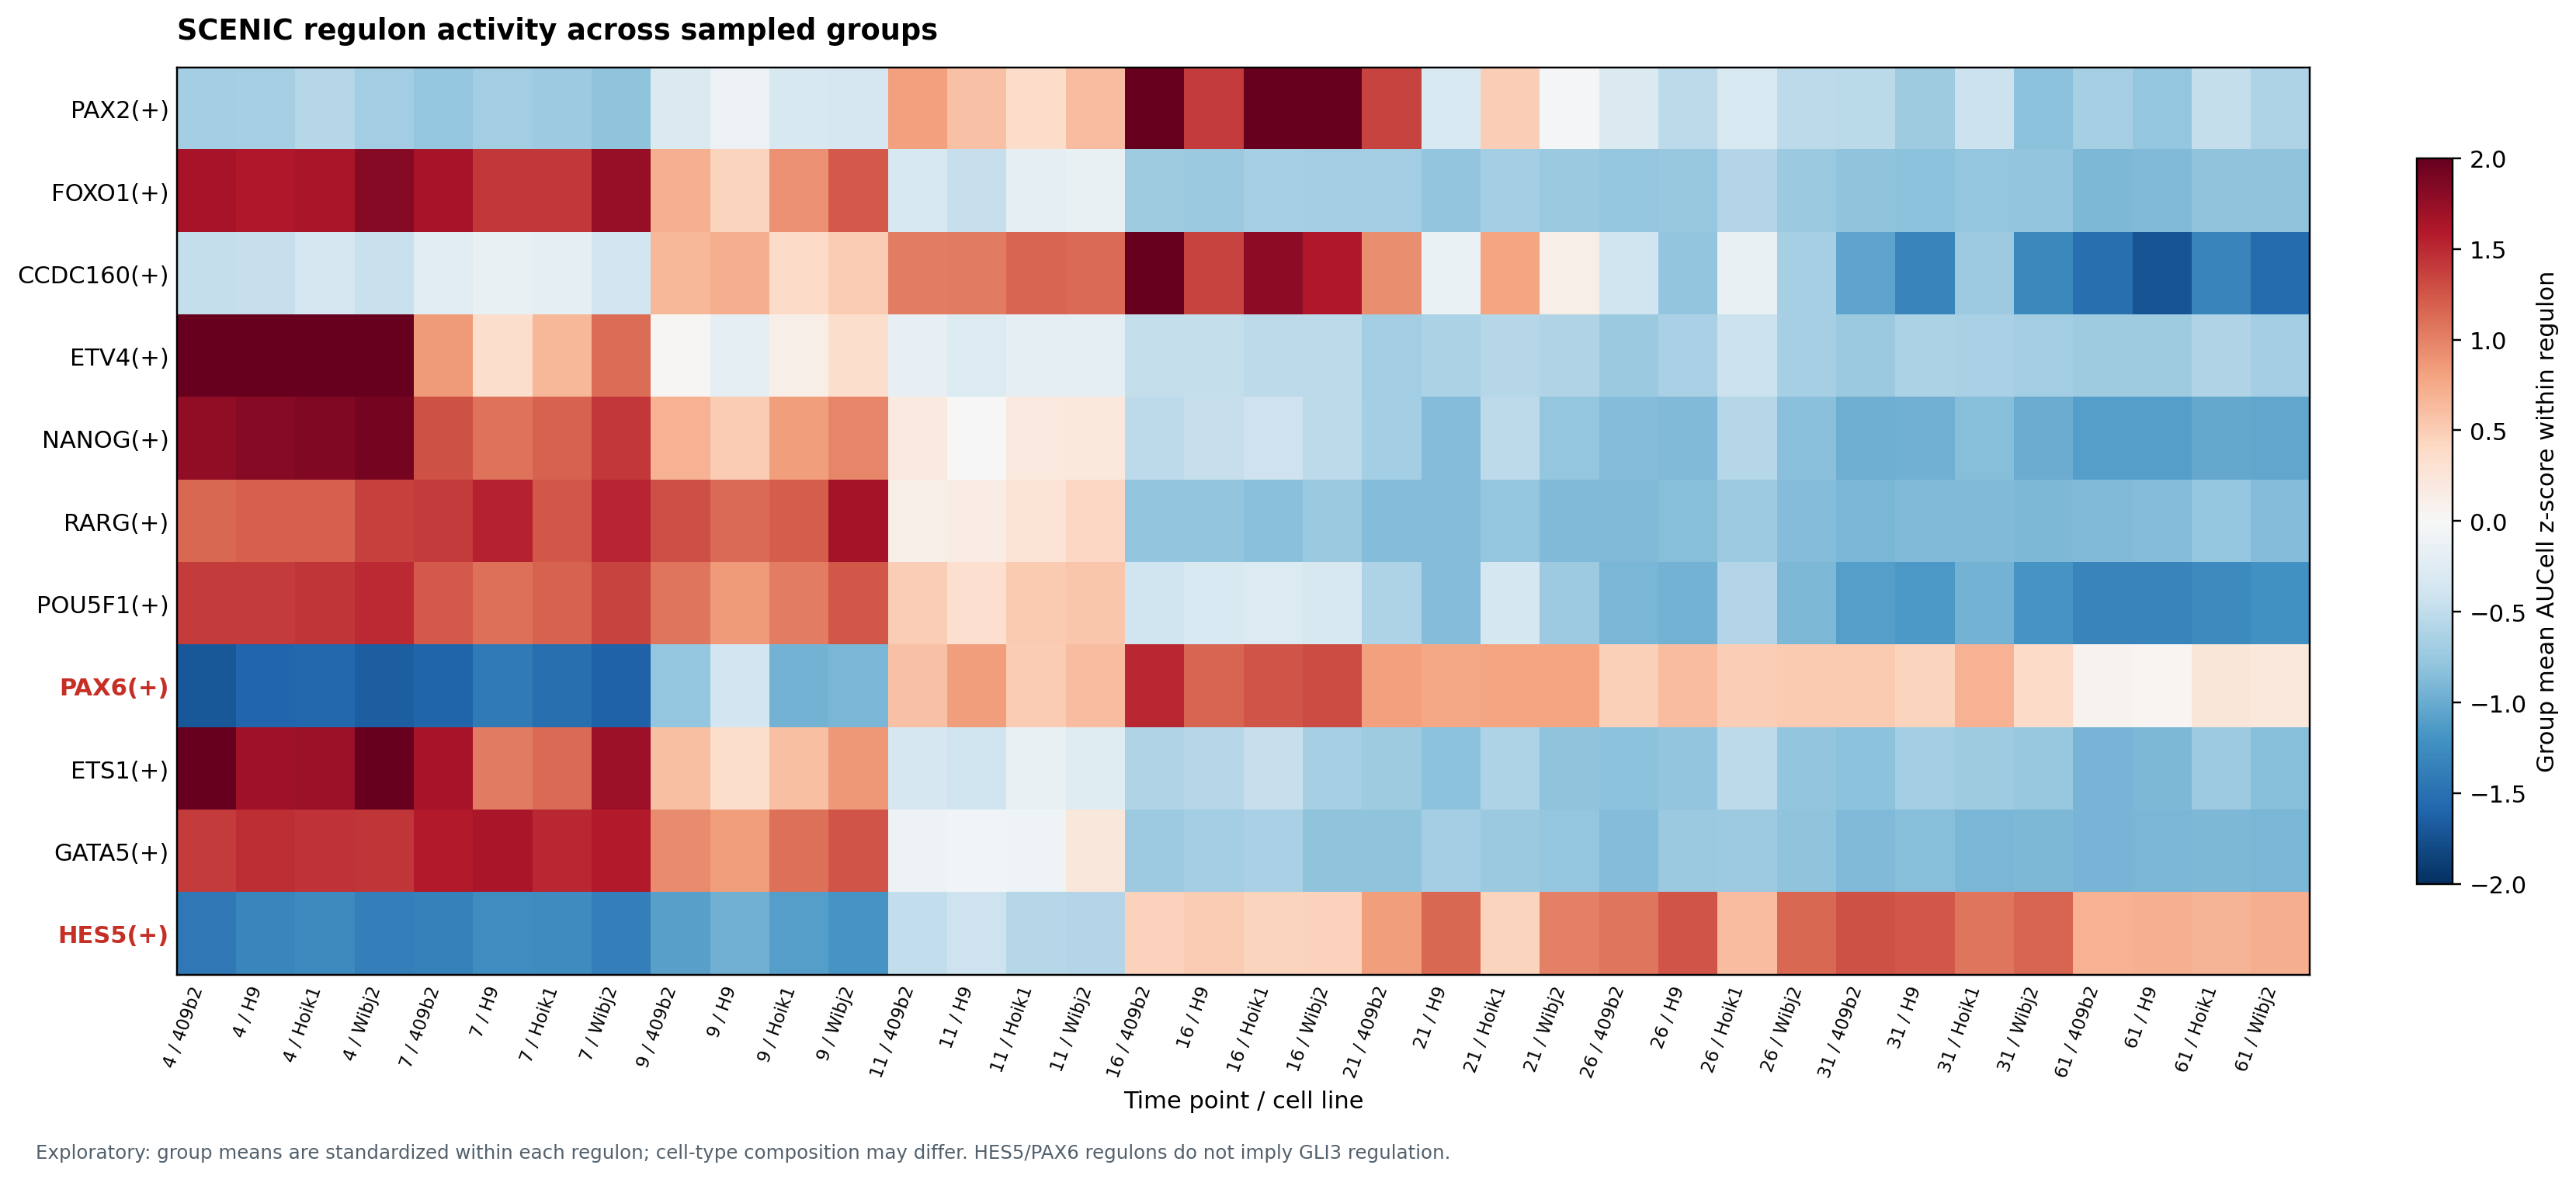 SCENIC regulon activity across sampled groups
PAX2(+)
FOXO1(+)
CCDC160(+)
ETV4(+)
NANOG(+)
RARG(+)
POU5F1(+)
PAX6(+)
ETS1(+)
GATA5(+)
HES5(+)
4 / 409b2
4 / H9
4 / Hoik1
4 / Wibj2
7 / 409b2
7 / H9
7 / Hoik1
7 / Wibj2
9 / 409b2
9 / H9
9 / Hoik1
9 / Wibj2
11 / 409b2
11 / H9
11 / Hoik1
11 / Wibj2
16 / 409b2
16 / H9
16 / Hoik1
16 / Wibj2
21 / 409b2
21 / H9
21 / Hoik1
21 / Wibj2
26 / 409b2
26 / H9
26 / Hoik1
26 / Wibj2
31 / 409b2
31 / H9
31 / Hoik1
31 / Wibj2
61 / 409b2
61 / H9
61 / Hoik1
61 / Wibj2
Time point / cell line
2.0
1.5
1.0
0.5
0.0
−0.5
−1.0
−1.5
−2.0
Group mean AUCell z-score within regulon
Exploratory: group means are standardized within each regulon; cell-type composition may differ. HES5/PAX6 regulons do not imply GLI3 regulation.